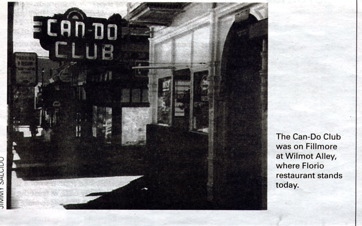 CAN-DO
CLUB
The Can-Do Club
was on Fillmore
at Wilmot Alley,
where Florio
restaurant stands
today.
JIMMY SALCIDO